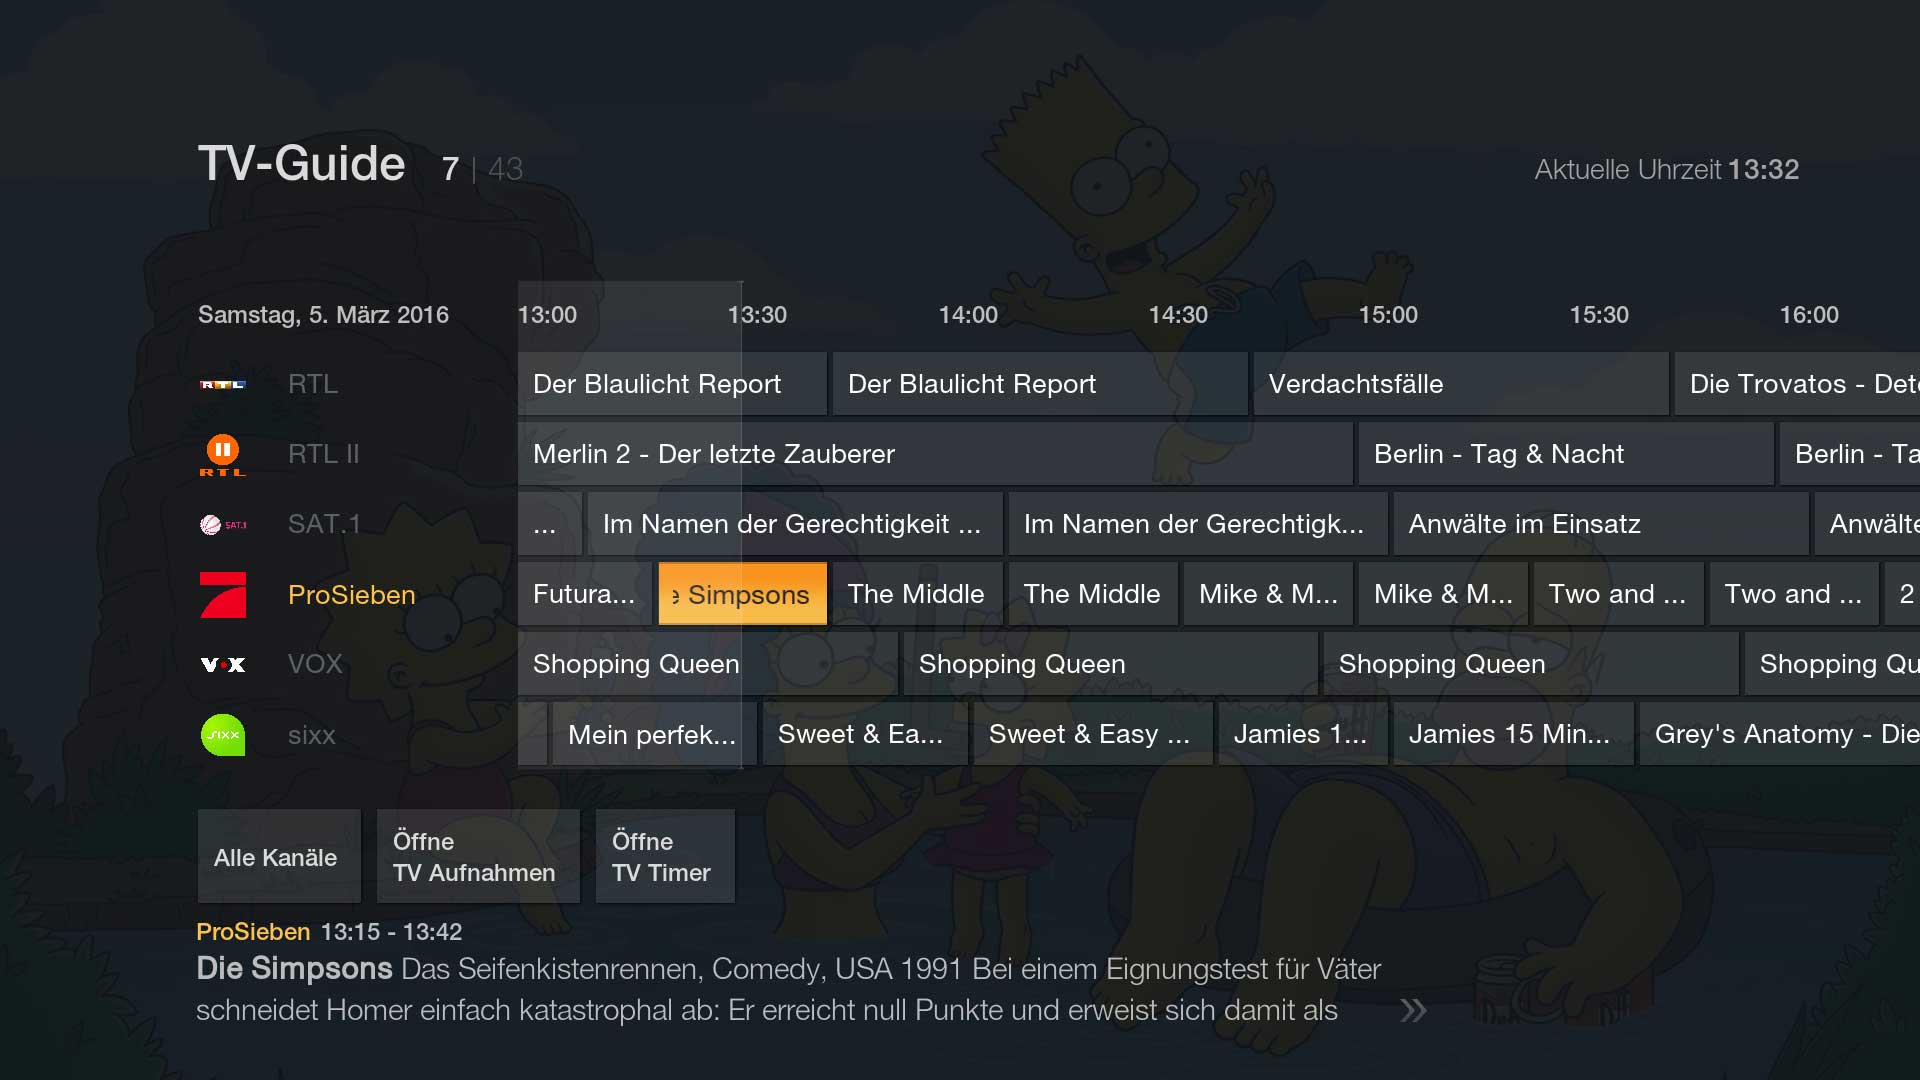 TV-Guide 7 | 43
Aktuelle Uhrzeit 13:32
Samstag, 5. März 2016 13:00 13:30 14:00 14:30 15:00 15:30 16:00
RTL RTL Der Blaulicht Report Der Blaulicht Report Verdachtsfälle Die Trovatos - Dete
RTL RTL II Merlin 2 - Der letzte Zauberer Berlin - Tag & Nacht Berlin - Ta
SAT.1 SAT.1 ... Im Namen der Gerechtigkeit ... Im Namen der Gerechtigk... Anwälte im Einsatz Anwälte
ProSieben Futura... e Simpsons The Middle The Middle Mike & M... Mike & M... Two and ... Two and ... 2
VOX VOX Shopping Queen Shopping Queen Shopping Queen Shopping Qu
sixx sixx Mein perfek... Sweet & Ea... Sweet & Easy ... Jamies 1... Jamies 15 Min... Grey's Anatomy - Die
Alle Kanäle
Öffne
TV Aufnahmen
Öffne
TV Timer
ProSieben 13:15 - 13:42
Die Simpsons Das Seifenkistenrennen, Comedy, USA 1991 Bei einem Eignungstest für Väter
schneidet Homer einfach katastrophal ab: Er erreicht null Punkte und erweist sich damit als